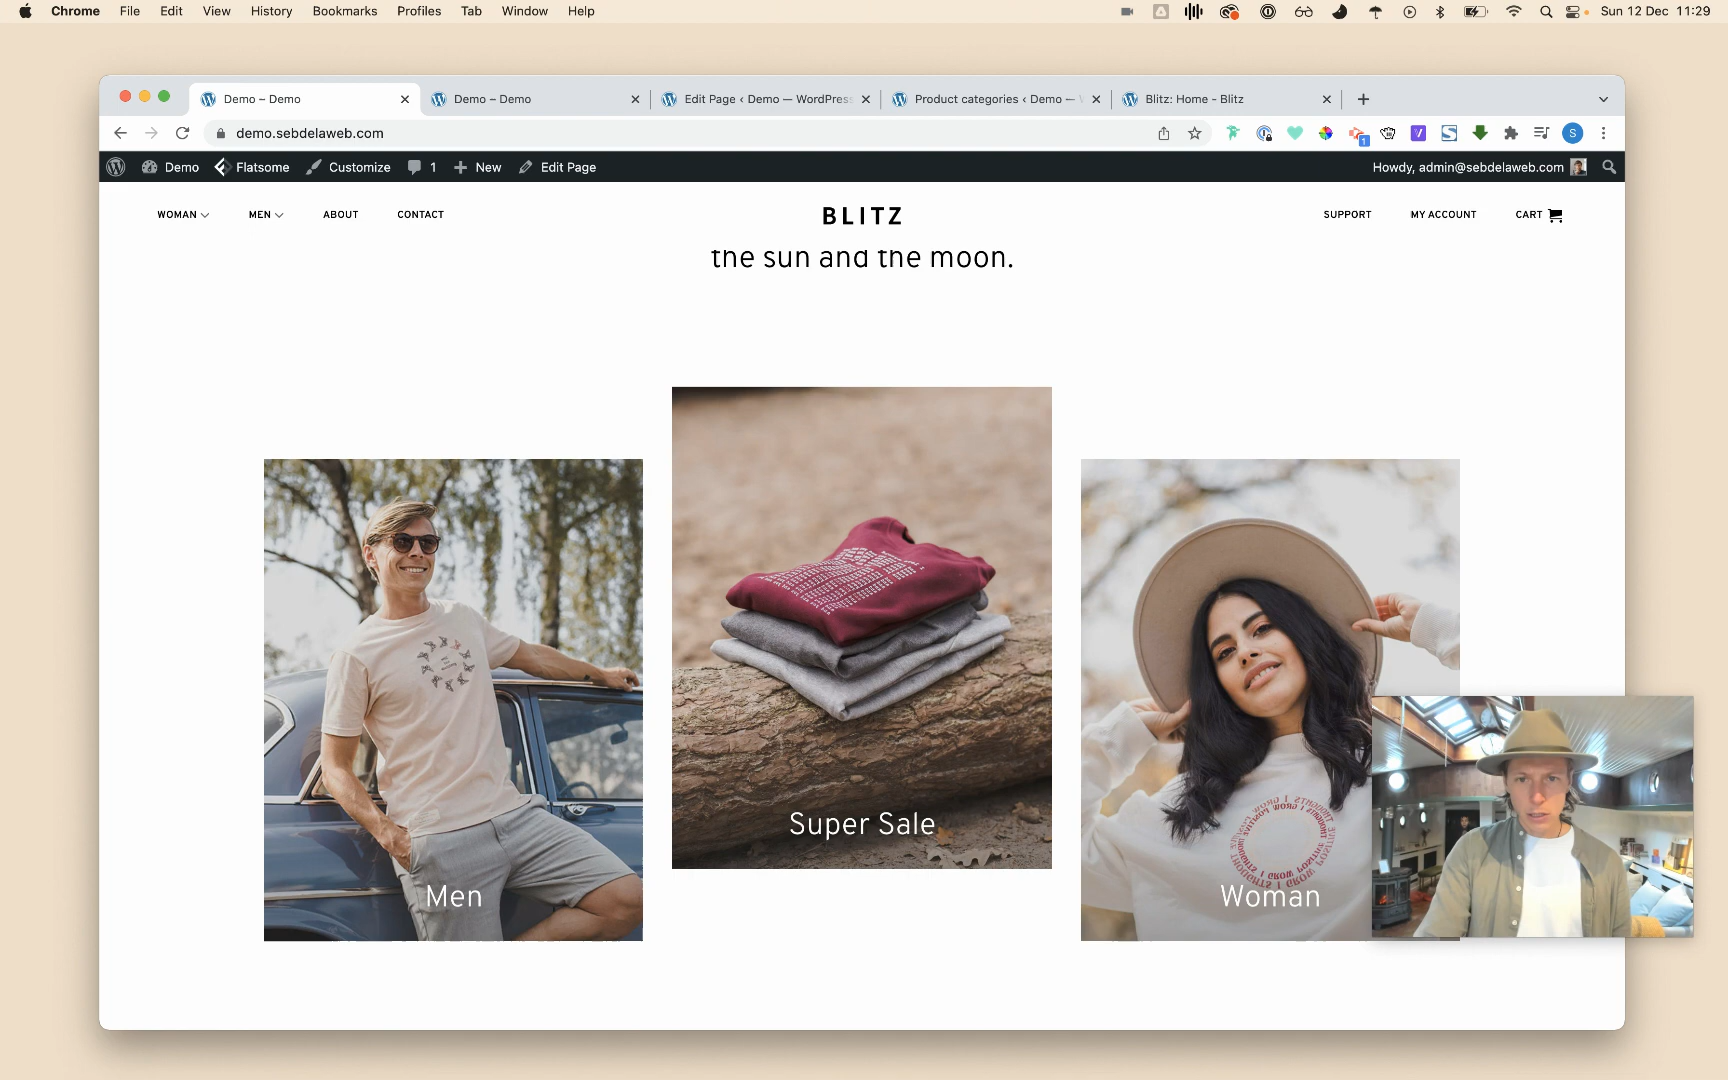 Chrome File Edit View History Bookmarks Profiles Tab Window Help Sun 12 Dec 11:29
Demo – Demo Demo – Demo Edit Page ‹ Demo — WordPress Product categories ‹ Demo — Blitz: Home - Blitz
demo.sebdelaweb.com S
Demo Flatsome Customize 1 New Edit Page Howdy, admin@sebdelaweb.com
WOMAN MEN ABOUT CONTACT BLITZ SUPPORT MY ACCOUNT CART
the sun and the moon.
Super Sale
Men
Woman